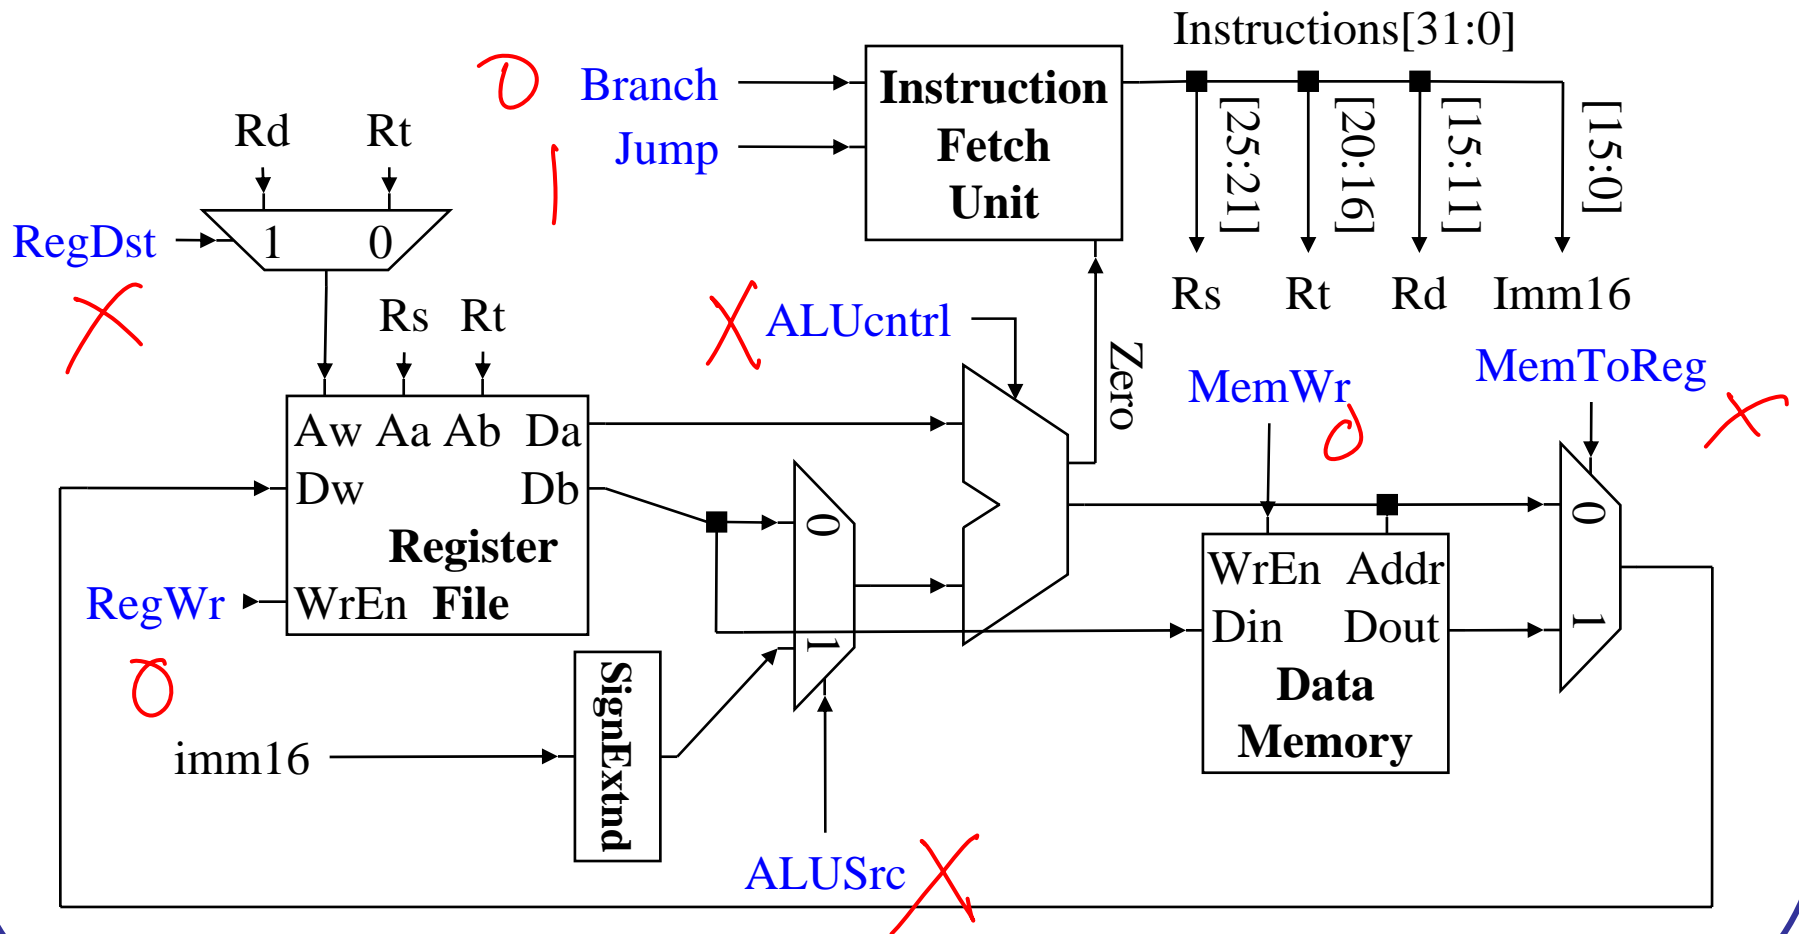 Instructions[31:0]
0
Branch
Jump
1
Instruction
Fetch
Unit
[25:21]
[20:16]
[15:11]
[15:0]
Rs
Rt
Rd
Imm16
Rd
Rt
RegDst
1
0
X
Rs
Rt
X
ALUcntrl
Zero
MemWr
0
MemToReg
X
Aw Aa Ab Da
Dw
Db
Register
File
WrEn
RegWr
0
0
1
SignExtnd
imm16
ALUSrc
X
WrEn Addr
Din Dout
Data
Memory
0
1